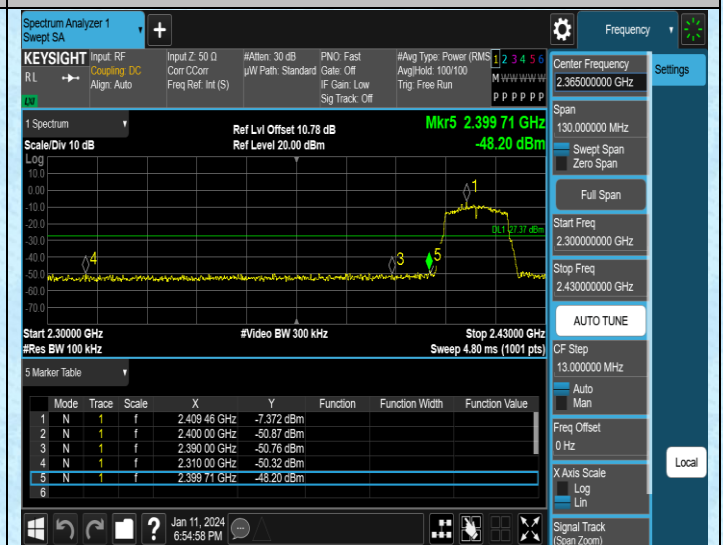 Spectrum Analyzer 1
Swept SA
+
Frequency
KEYSIGHT Input: RF Input Z: 50 Ω #Atten: 30 dB PNO: Fast #Avg Type: Power (RMS 1 2 3 4 5 6
RL Coupling: DC Corr CCorr µW Path: Standard Gate: Off Avg|Hold: 100/100 M W W W W W
Align: Auto Freq Ref: Int (S) IF Gain: Low Trig: Free Run
Sig Track: Off P P P P P P
1 Spectrum
Scale/Div 10 dB
Ref Lvl Offset 10.78 dB
Ref Level 20.00 dBm
Mkr5 2.399 71 GHz
-48.20 dBm
Log
10.0
0.00
-10.0
-20.0
-30.0
-40.0
-50.0
-60.0
-70.0
1
DL1 -27.37 dBm
4
3
5
Start 2.30000 GHz #Video BW 300 kHz Stop 2.43000 GHz
#Res BW 100 kHz Sweep 4.80 ms (1001 pts)
5 Marker Table
Mode Trace Scale X Y Function Function Width Function Value
1 N 1 f 2.409 46 GHz -7.372 dBm
2 N 1 f 2.400 00 GHz -50.87 dBm
3 N 1 f 2.390 00 GHz -50.76 dBm
4 N 1 f 2.310 00 GHz -50.32 dBm
5 N 1 f 2.399 71 GHz -48.20 dBm
6
Jan 11, 2024
6:54:58 PM
?
Center Frequency
2.365000000 GHz
Settings
Span
130.000000 MHz
Swept Span
Zero Span
Full Span
Start Freq
2.300000000 GHz
Stop Freq
2.430000000 GHz
AUTO TUNE
CF Step
13.000000 MHz
Auto
Man
Freq Offset
0 Hz
Local
X Axis Scale
Log
Lin
Signal Track
(Span Zoom)